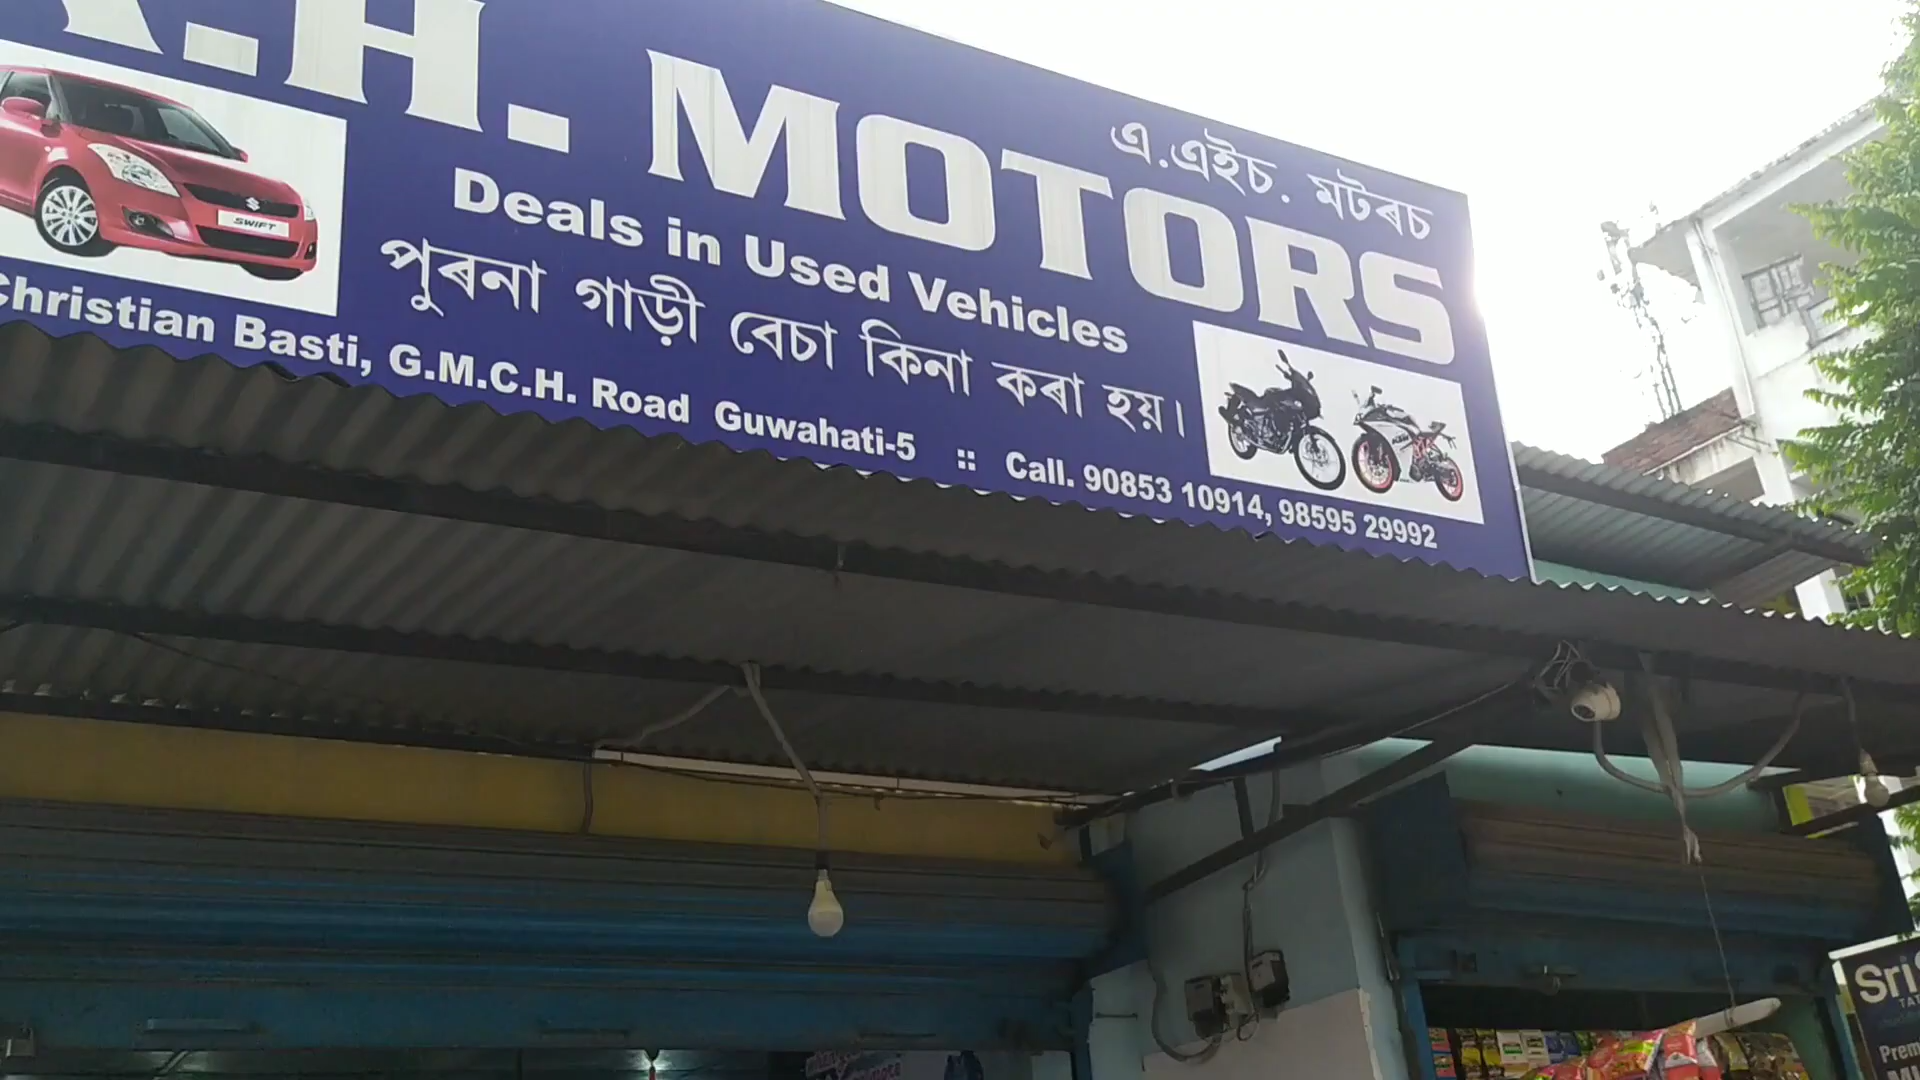 A.H. MOTORS
এ.এইচ. মটৰচ
Deals in Used Vehicles
পুৰনা গাড়ী বেচা কিনা কৰা হয়।
Christian Basti, G.M.C.H. Road Guwahati-5 :: Call. 90853 10914, 98595 29992
SWIFT
KTM
Sri